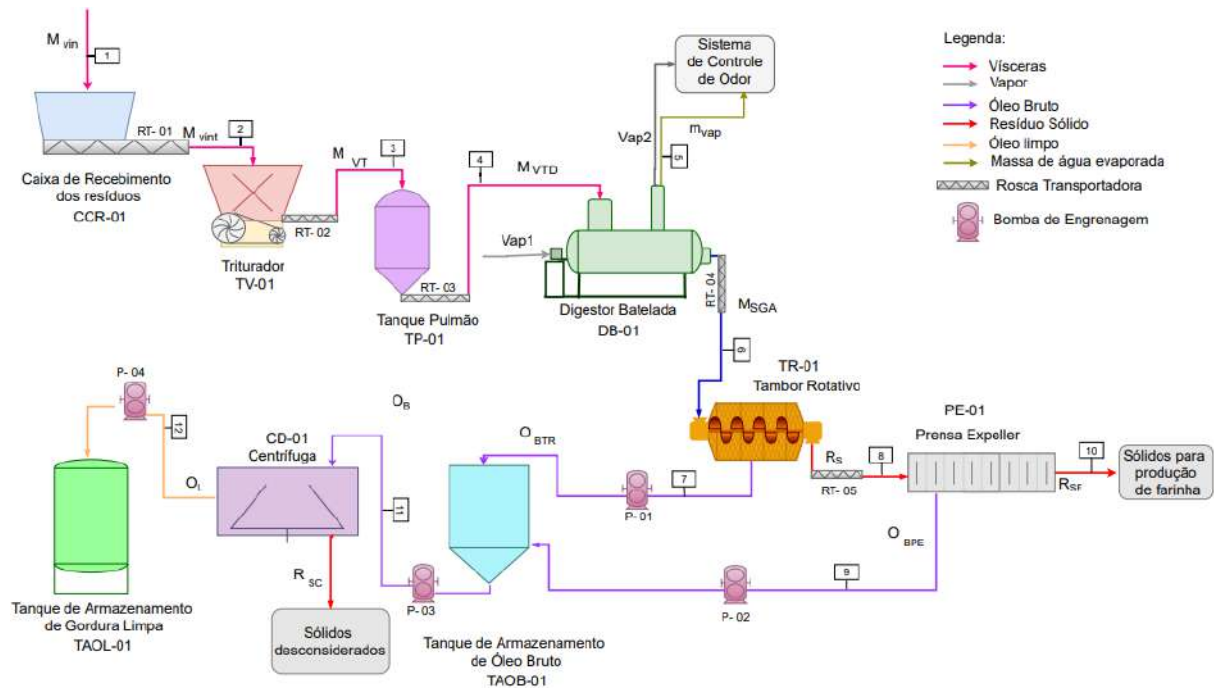 M vin
1
RT- 01
M vint
2
Caixa de Recebimento
dos resíduos
CCR-01
RT- 02
Triturador
TV-01
M
VT
3
RT- 03
Tanque Pulmão
TP-01
4
M VTD
Vap1
Vap2
5
m vap
Sistema
de Controle
de Odor
Digestor Batelada
DB-01
RT- 04
M SGA
6
Legenda:
Vísceras
Vapor
Óleo Bruto
Resíduo Sólido
Óleo limpo
Massa de água evaporada
Rosca Transportadora
Bomba de Engrenagem
TR-01
Tambor Rotativo
R S
RT- 05
8
PE-01
Prensa Expeller
10
R SF
Sólidos para
produção
de farinha
O BPE
9
P- 02
7
P- 01
O BTR
Tanque de Armazenamento
de Óleo Bruto
TAOB-01
P- 03
11
O B
CD-01
Centrífuga
R SC
Sólidos
desconsiderados
O L
12
P- 04
Tanque de Armazenamento
de Gordura Limpa
TAOL-01